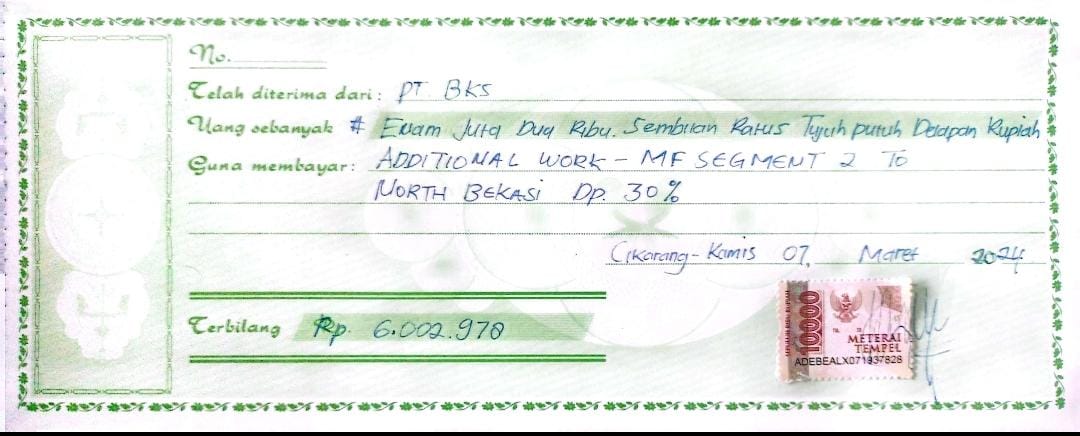 No.
Telah diterima dari: PT. BKS
Uang sebanyak # Enam Juta Dua Ribu. Sembilan Ratus Tujuh puluh Delapan Rupiah
Guna membayar: ADDITIONAL WORK - MF SEGMENT 2 TO
NORTH BEKASI Dp. 30%
Cikarang - Kamis 07, Maret 2024
Terbilang Rp. 6.002.978
10000
METERAI
TEMPEL
ADEBEALX071937828